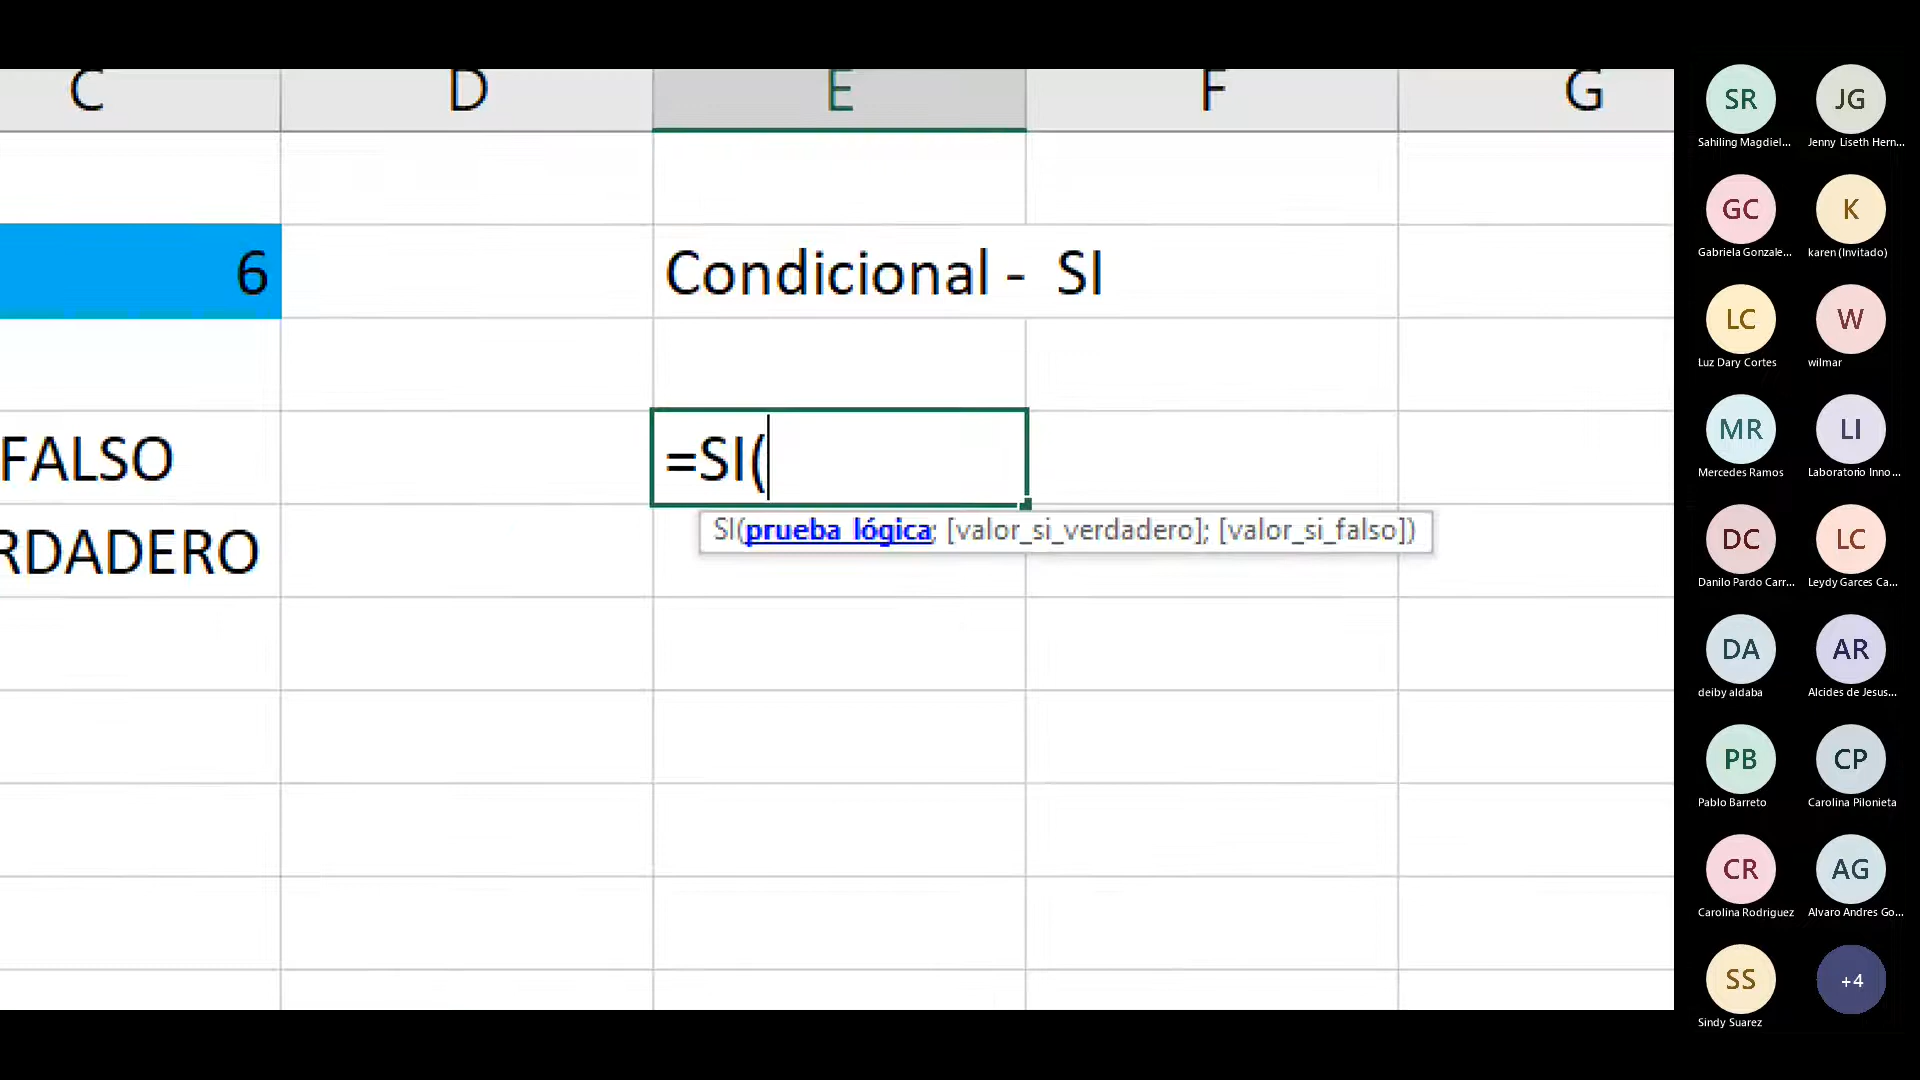 C D E F G
6 Condicional - SI
FALSO =SI(
SI(prueba_lógica; [valor_si_verdadero]; [valor_si_falso])
RDADERO
SR JG
Sahiling Magdiel... Jenny Liseth Hern...
GC K
Gabriela Gonzale... karen (Invitado)
LC W
Luz Dary Cortes wilmar
MR LI
Mercedes Ramos Laboratorio Inno...
DC LC
Danilo Pardo Carr... Leydy Garces Ca...
DA AR
deiby aldaba Alcides de Jesus...
PB CP
Pablo Barreto Carolina Pilonieta
CR AG
Carolina Rodriguez Alvaro Andres Go...
SS +4
Sindy Suarez